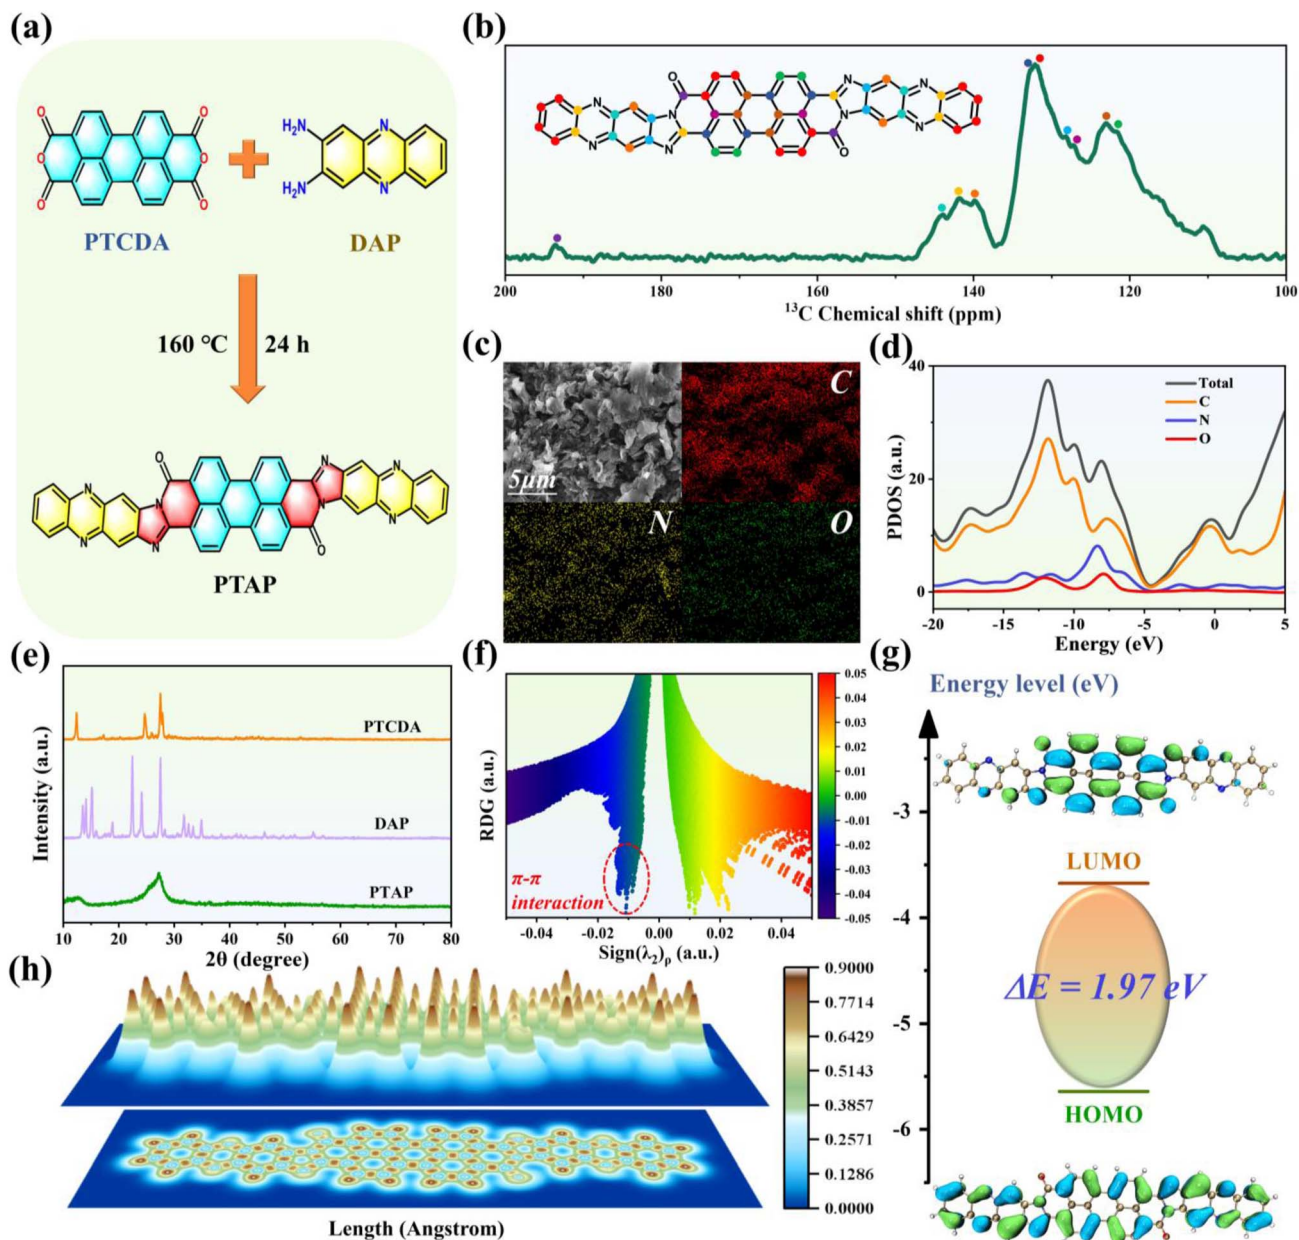 (a)
O
O
O
O
O
O
PTCDA
H₂N
H₂N
N
N
DAP
160 °C
24 h
O
N
N
N
N
N
N
N
N
O
PTAP
(b)
O
N
N
N
N
N
N
N
N
O
200
180
160
140
120
100
¹³C Chemical shift (ppm)
(c)
C
5μm
N
O
(d)
40
20
0
PDOS (a.u.)
Total
C
N
O
-20
-15
-10
-5
0
5
Energy (eV)
(e)
Intensity (a.u.)
PTCDA
DAP
PTAP
10
20
30
40
50
60
70
80
2θ (degree)
(f)
RDG (a.u.)
π-π
interaction
-0.04
-0.02
0.00
0.02
0.04
Sign(λ₂)ρ (a.u.)
0.05
0.04
0.03
0.02
0.01
0.00
-0.01
-0.02
-0.03
-0.04
-0.05
(g)
Energy level (eV)
-3
-4
-5
-6
LUMO
ΔE = 1.97 eV
HOMO
(h)
0.9000
0.7714
0.6429
0.5143
0.3857
0.2571
0.1286
0.0000
Length (Angstrom)